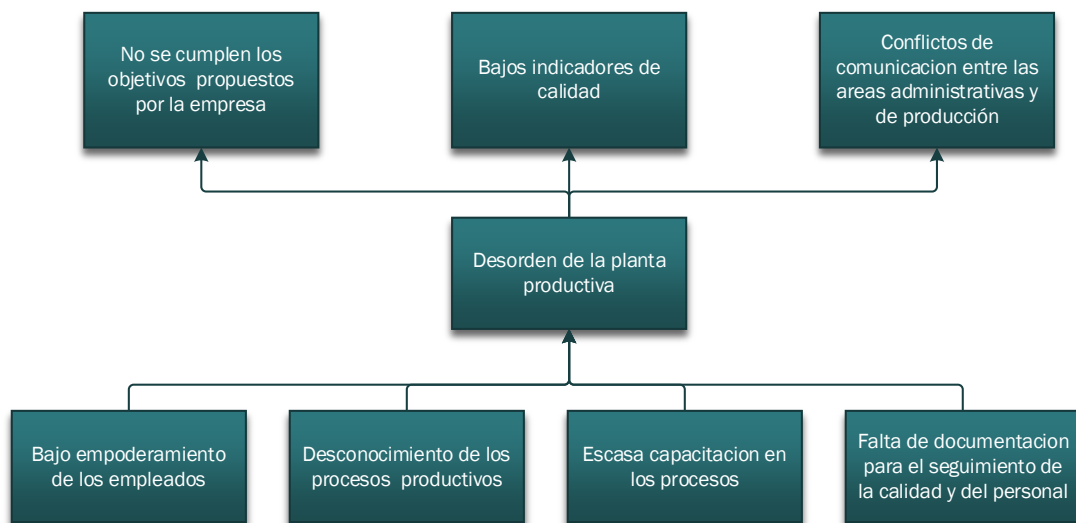 No se cumplen los
objetivos propuestos
por la empresa
Bajos indicadores de
calidad
Conflictos de
comunicacion entre las
areas administrativas y
de producción
Desorden de la planta
productiva
Bajo empoderamiento
de los empleados
Desconocimiento de los
procesos productivos
Escasa capacitacion en
los procesos
Falta de documentacion
para el seguimiento de
la calidad y del personal